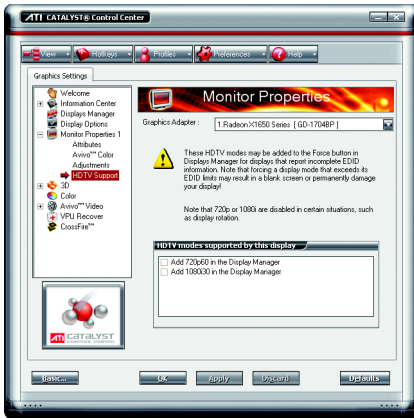 ATI CATALYST® Control Center
View
Hotkeys
Profiles
Preferences
Help
Graphics Settings
Welcome
Information Center
Displays Manager
Display Options
Monitor Properties 1
Attributes
Avivo™ Color
Adjustments
HDTV Support
3D
Color
Avivo™ Video
VPU Recover
CrossFire™
Monitor Properties
Graphics Adapter :
1.Radeon X1650 Series [ GD-1704BP ]
These HDTV modes may be added to the Force button in
Displays Manager for displays that report incomplete EDID
information. Note that forcing a display mode that exceeds its
EDID limits may result in a blank screen or permanently damage
your display!
Note that 720p or 1080i are disabled in certain situations, such
as display rotation.
HDTV modes supported by this display
Add 720p60 in the Display Manager
Add 1080i30 in the Display Manager
ATI CATALYST
CONTROL CENTER
Basic...
OK
Apply
Discard
Defaults